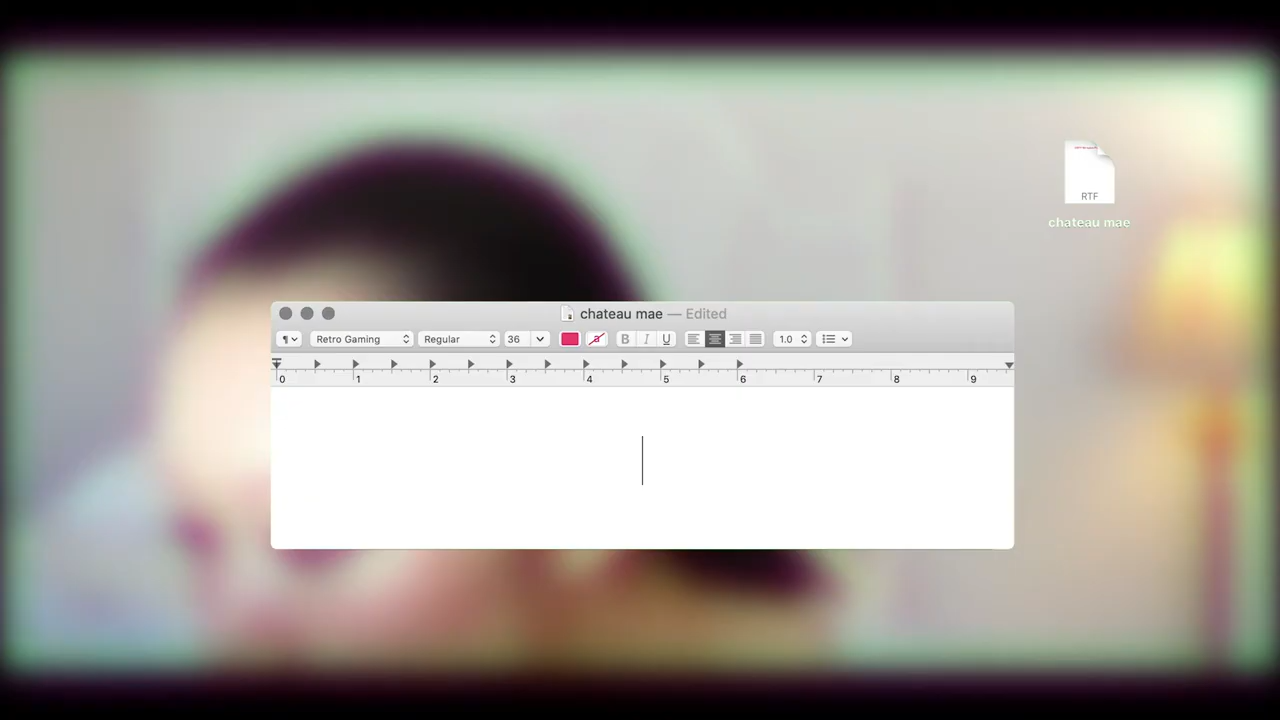 RTF
chateau mae
chateau mae — Edited
¶ Retro Gaming Regular 36 a B I U 1.0
0 1 2 3 4 5 6 7 8 9